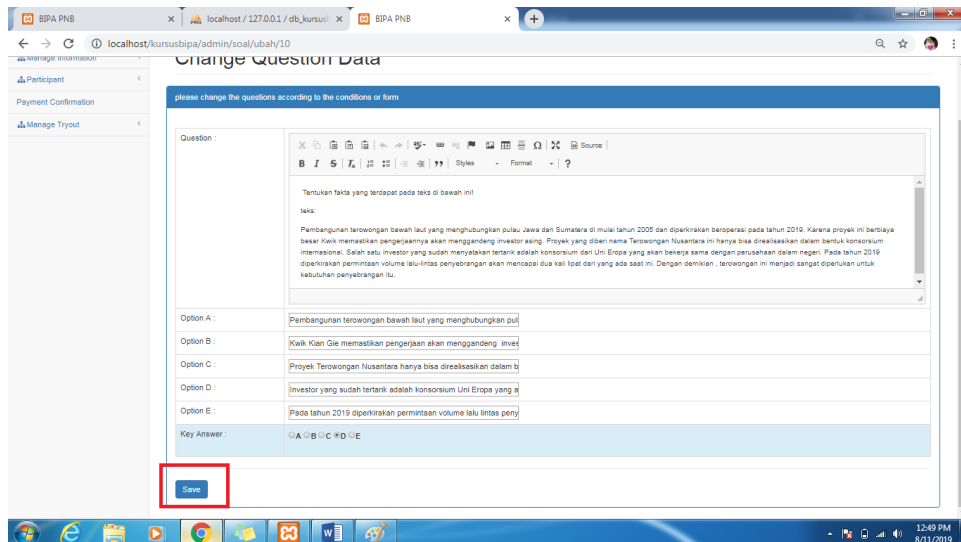 BIPA PNB
localhost / 127.0.0.1 / db_kursus
BIPA PNB
localhost/kursusbipa/admin/soal/ubah/10
Manage Information
Participant
Payment Confirmation
Manage Tryout
Change Question Data
please change the questions according to the conditions or form
Question :
Source
B I S Styles Format ?
Tentukan fakta yang terdapat pada teks di bawah ini!
teks:
Pembangunan terowongan bawah laut yang menghubungkan pulau Jawa dan Sumatera di mulai tahun 2005 dan diperkirakan beroperasi pada tahun 2019. Karena proyek ini berbiaya
besar Kwik memastikan pengerjaannya akan menggandeng investor asing. Proyek yang diberi nama Terowongan Nusantara ini hanya bisa direalisasikan dalam bentuk konsorsium
internasional. Salah satu investor yang sudah menyatakan tertarik adalah konsorsium dari Uni Eropa yang akan bekerja sama dengan perusahaan dalam negeri. Pada tahun 2019
diperkirakan permintaan volume lalu-lintas penyebrangan akan mencapai dua kali lipat dari yang ada saat ini. Dengan demikian , terowongan ini menjadi sangat diperlukan untuk
kebutuhan penyebrangan itu.
Option A :
Pembangunan terowongan bawah laut yang menghubungkan pul
Option B :
Kwik Kian Gie memastikan pengerjaan akan menggandeng inves
Option C :
Proyek Terowongan Nusantara hanya bisa direalisasikan dalam b
Option D :
Investor yang sudah tertarik adalah konsorsium Uni Eropa yang a
Option E :
Pada tahun 2019 diperkirakan permintaan volume lalu lintas peny
Key Answer :
A B C D E
Save
12:49 PM
8/11/2019